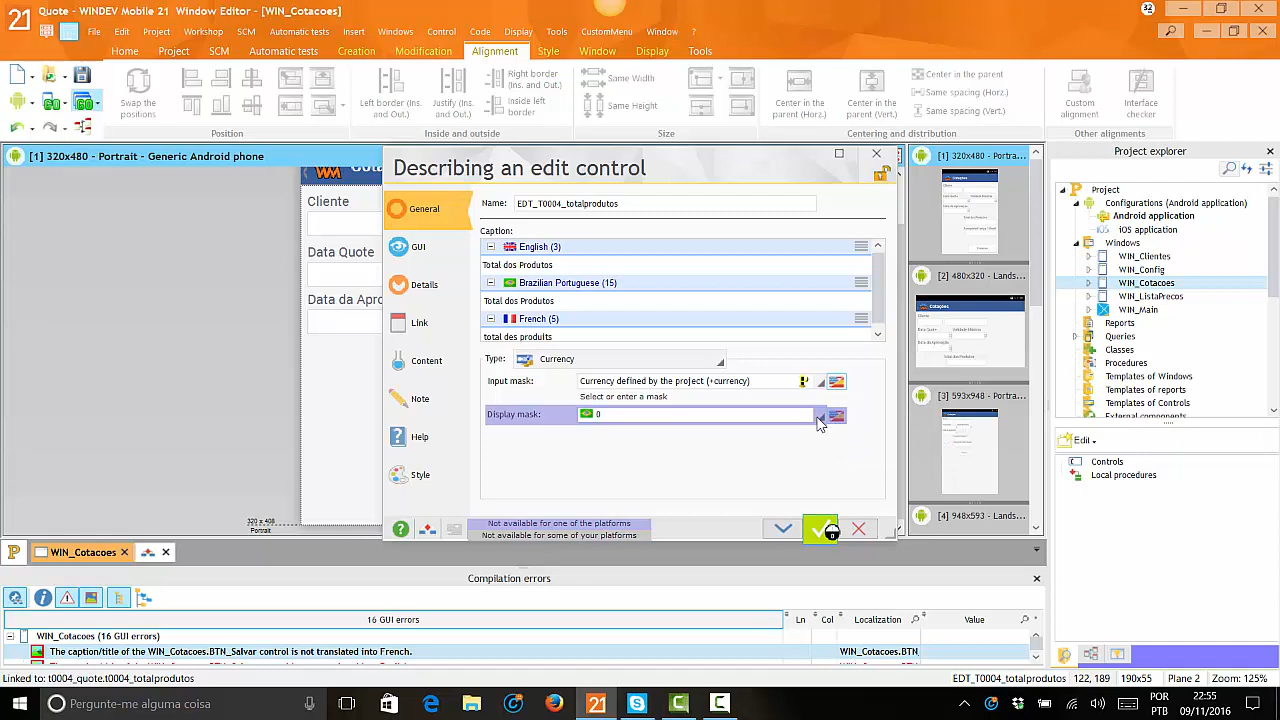 21 Quote - WINDEV Mobile 21 Window Editor - [WIN_Cotacoes] 32
File Edit Project Workshop SCM Automatic tests Insert Windows Control Code Display Tools CustomMenu Window ?
Home Project SCM Automatic tests Creation Modification Alignment Style Window Display Tools
Swap the positions
Left border (Ins. and Out.)
Justify (Ins. and Out.)
Right border (Ins. and Out.)
Inside left border
Same Width
Same Height
Center in the parent (Horz.)
Center in the parent (Vert.)
Center in the parent
Same spacing (Horz.)
Same spacing (Vert.)
Custom alignment
Interface checker
Position Inside and outside Size Centering and distribution Other alignments
[1] 320x480 - Portrait - Generic Android phone
Cliente
Data Quote
Data da Apro
320 x 408
Portrait
Describing an edit control
General
GUI
Details
Link
Content
Note
Help
Style
Name: EDT_T0004_totalprodutos
Caption:
English (3)
Total dos Produtos
Brazilian Portuguese (15)
Total dos Produtos
French (5)
total des produits
Type: Currency
Input mask: Currency defined by the project (+currency)
Select or enter a mask
Display mask: 0
Not available for one of the platforms
Not available for some of your platforms
[1] 320x480 - Portra...
[2] 480x320 - Lands...
[3] 593x948 - Portra...
[4] 948x593 - Lands...
Project explorer
Project
Configurations (Android application)
Android application
iOS application
Windows
WIN_Clientes
WIN_Config
WIN_Cotacoes
WIN_ListaPrecos
WIN_Main
Reports
Queries
Classes
Procedures
Templates of Windows
Templates of reports
Templates of Controls
External components
Edit
Controls
Local procedures
WIN_Cotacoes
Compilation errors
16 GUI errors Ln Col Localization Value
WIN_Cotacoes (16 GUI errors)
The caption/title of the WIN_Cotacoes.BTN_Salvar control is not translated into French. WIN_Cotacoes.BTN_
Linked to: t0004_quote.t0004_totalprodutos EDT_T0004_totalprodutos 122, 189 190x55 Plane 2 Zoom: 125%
Pergunte-me alguma coisa
21
POR
PTB
22:55
09/11/2016